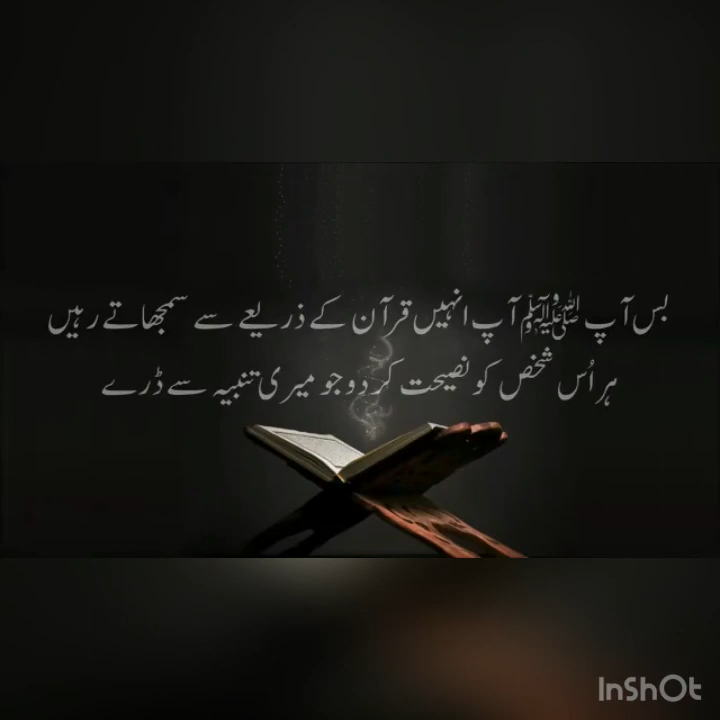 بس آپ ﷺ آپ انہیں قرآن کے ذریعے سے سمجھاتے رہیں
ہر اُس شخص کو نصیحت کر دو جو میری تنبیہ سے ڈرے
InShOt